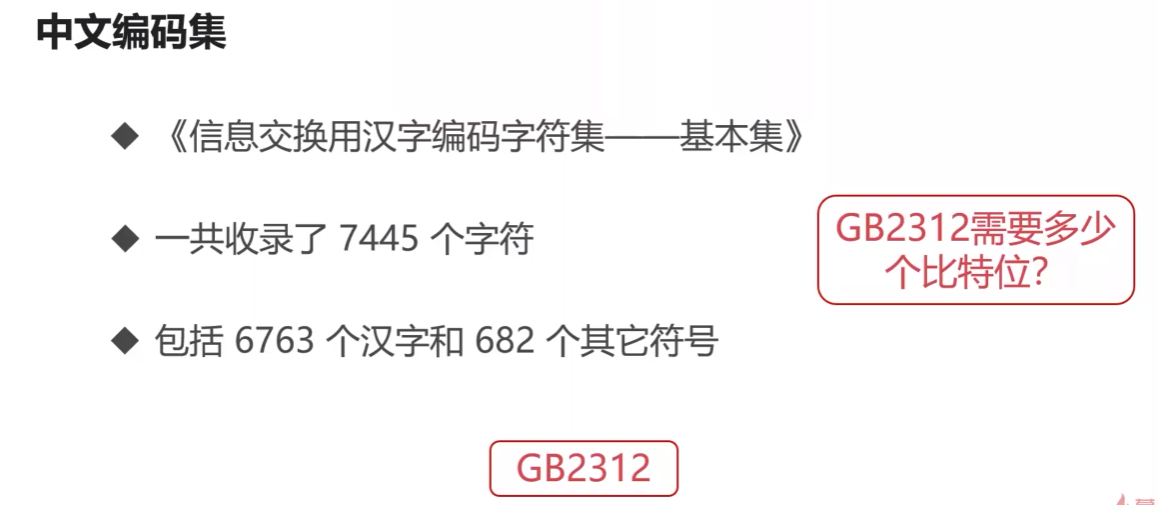 中文编码集
《信息交换用汉字编码字符集——基本集》
一共收录了 7445 个字符
包括 6763 个汉字和 682 个其它符号
GB2312需要多少
个比特位?
GB2312